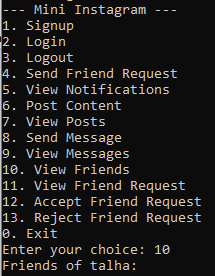 --- Mini Instagram ---
1. Signup
2. Login
3. Logout
4. Send Friend Request
5. View Notifications
6. Post Content
7. View Posts
8. Send Message
9. View Messages
10. View Friends
11. View Friend Request
12. Accept Friend Request
13. Reject Friend Request
0. Exit
Enter your choice: 10
Friends of talha: